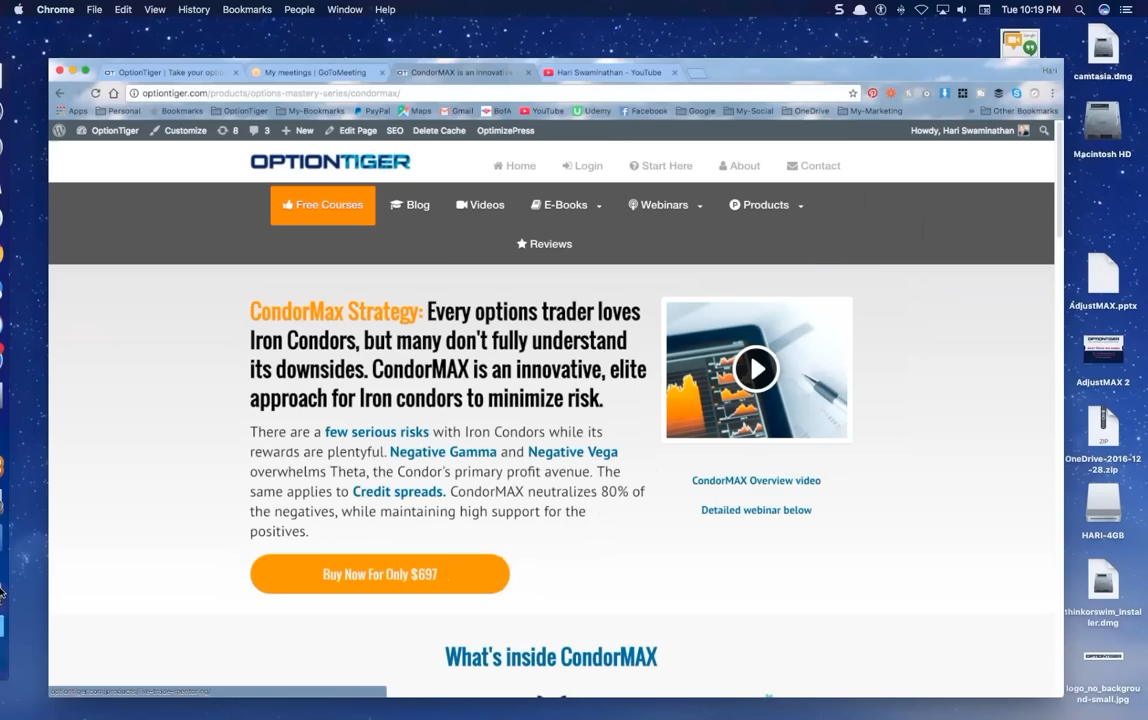 Chrome File Edit View History Bookmarks People Window Help Tue 10:19 PM
OptionTiger | Take your optio My meetings | GoToMeeting CondorMAX is an innovativ Hari Swaminathan - YouTube Hari
optiontiger.com/products/options-mastery-series/condormax/
Apps Personal Bookmarks OptionTiger PayPal Maps Gmail BofA YouTube Udemy Facebook Google My-Social OneDrive My-Marketing » Other Bookmarks
OptionTiger Customize 8 3 New Edit Page SEO Delete Cache OptimizePress Howdy, Hari Swaminathan
OPTIONTIGER Home Login Start Here About Contact
Free Courses Blog Videos E-Books Webinars Products
Reviews
CondorMax Strategy: Every options trader loves
Iron Condors, but many don't fully understand
its downsides. CondorMAX is an innovative, elite
approach for Iron condors to minimize risk.
There are a few serious risks with Iron Condors while its
rewards are plentiful. Negative Gamma and Negative Vega
overwhelms Theta, the Condor's primary profit avenue. The
same applies to Credit spreads. CondorMAX neutralizes 80% of
the negatives, while maintaining high support for the
positives.
CondorMAX Overview video
Detailed webinar below
Buy Now For Only $697
What's inside CondorMAX
camtasia.dmg
Macintosh HD
AdjustMAX.pptx
AdjustMAX 2
ZIP
OneDrive-2016-12
-28.zip
HARI-4GB
thinkorswim_instal
ler.dmg
OPTIONTIGER
logo_no_backgrou
nd-small.jpg